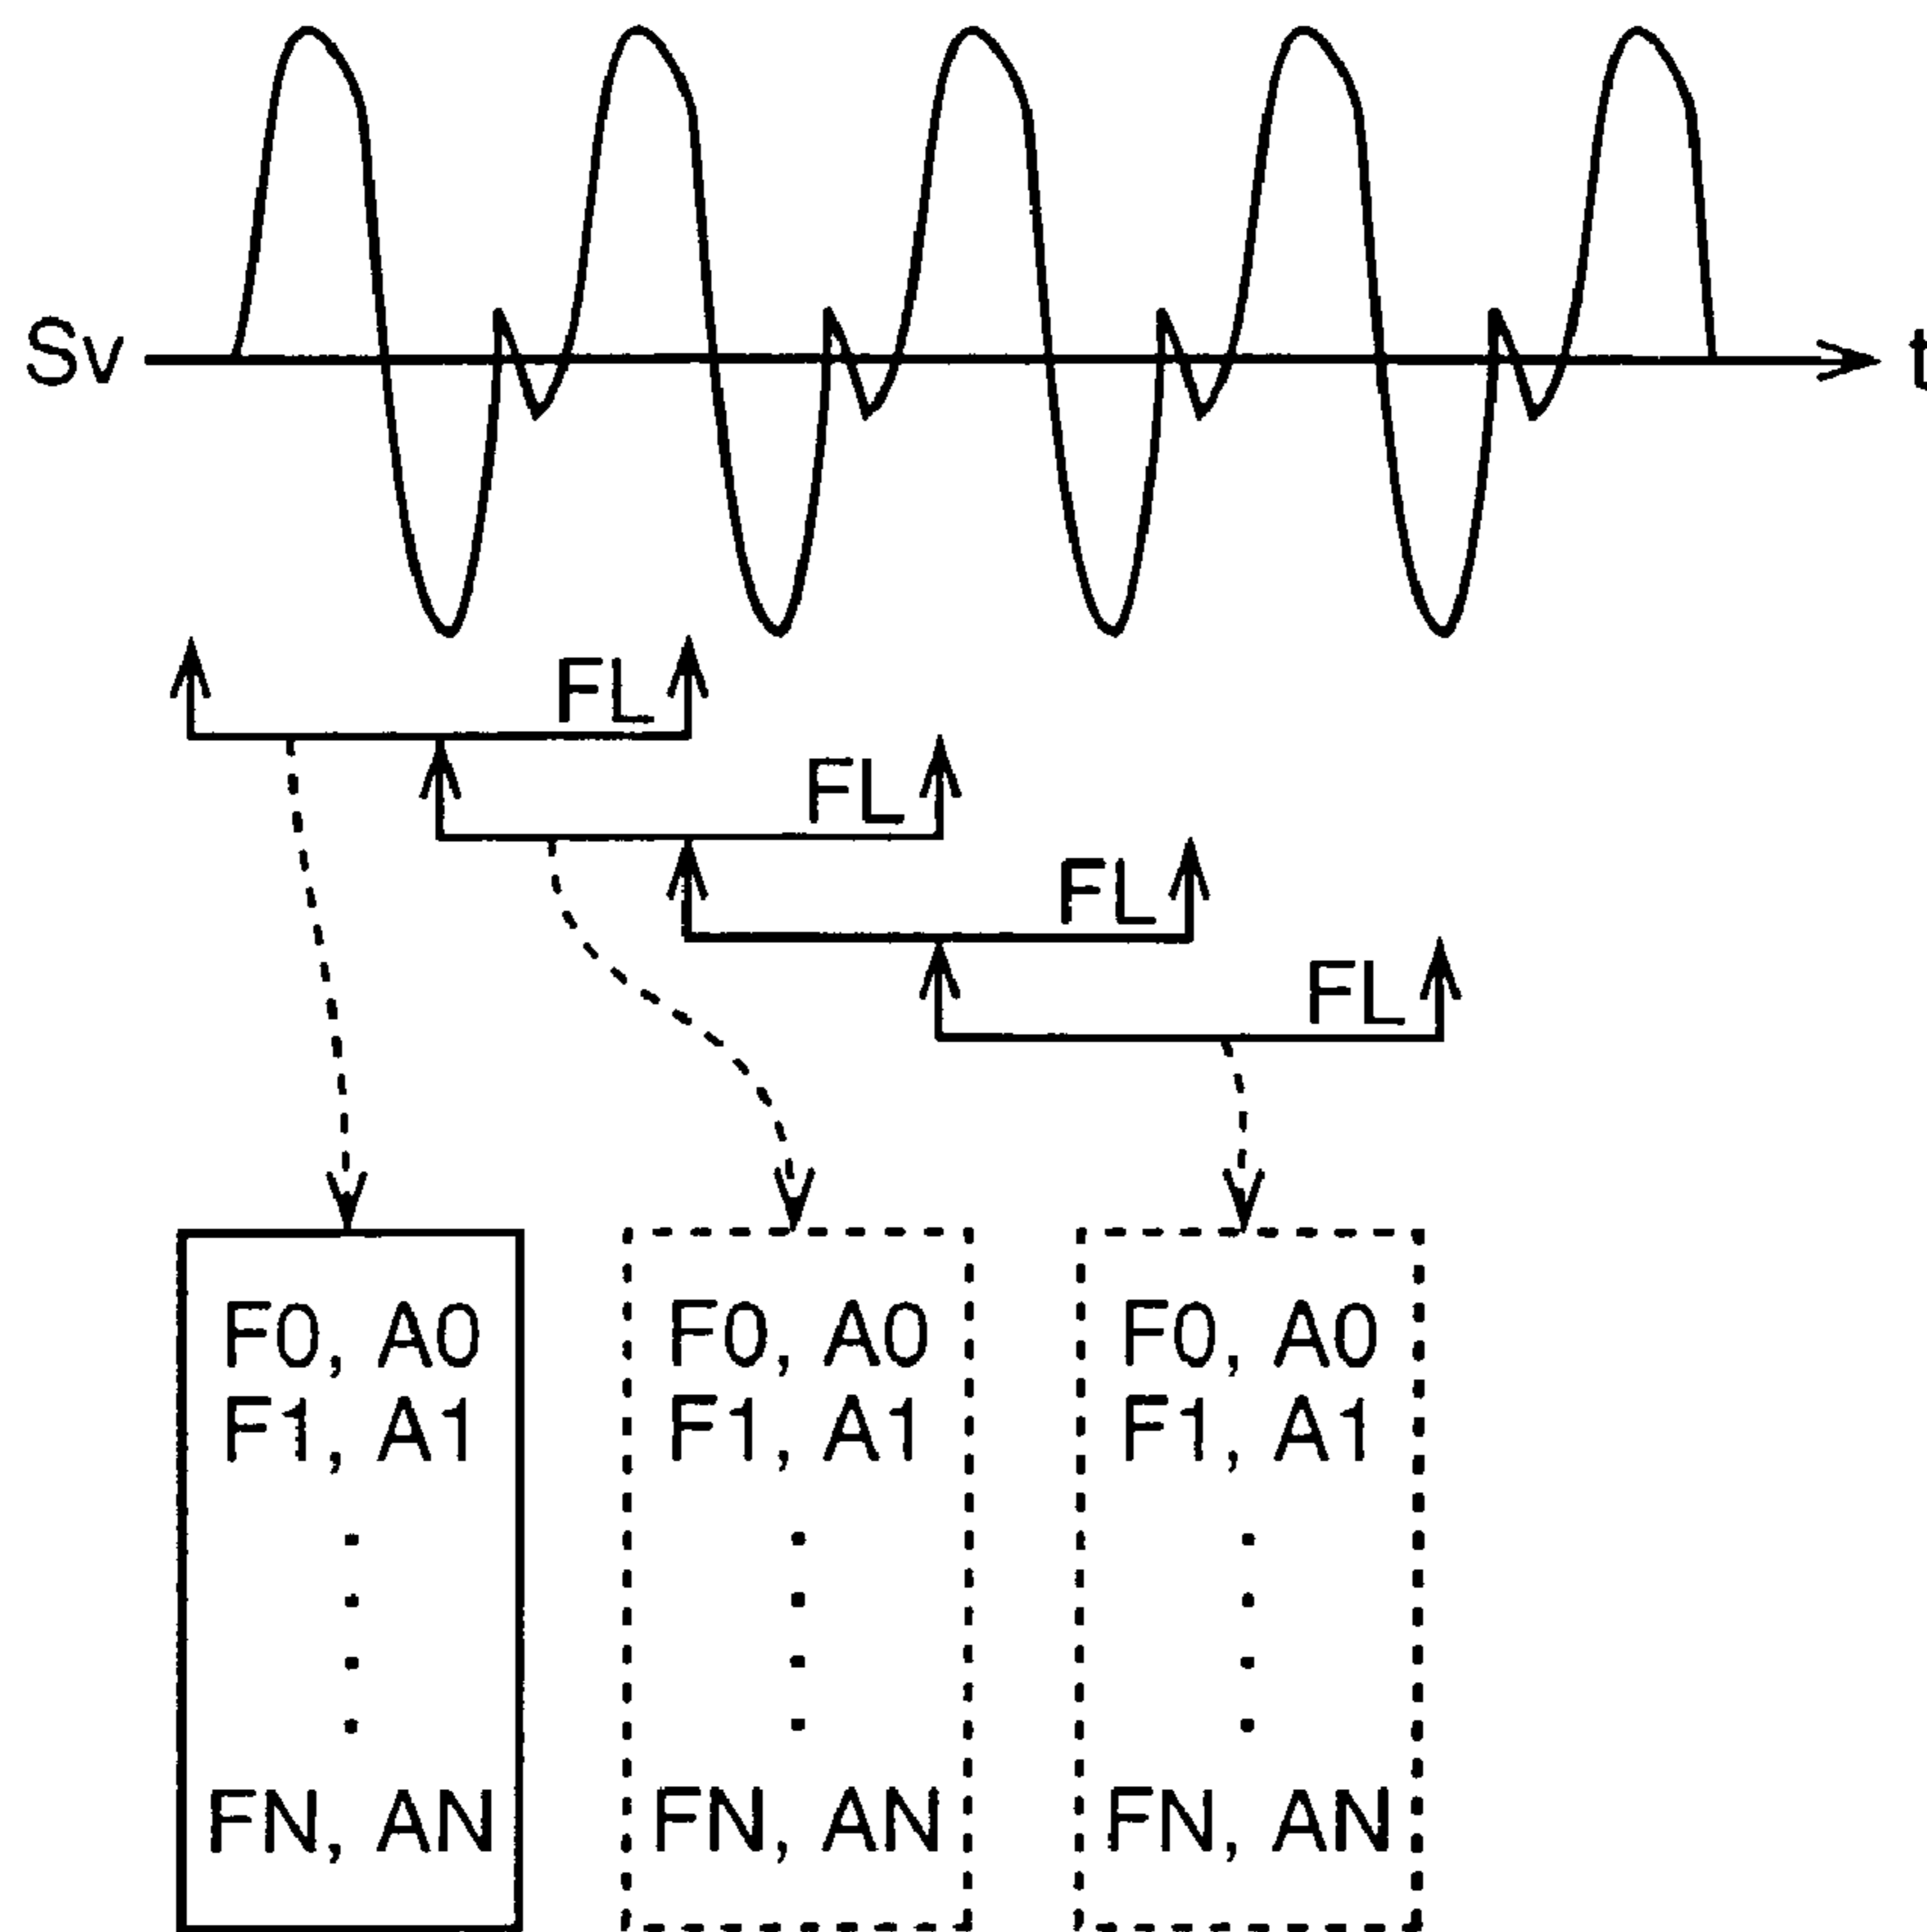 Sv
t
FL
FL
FL
FL
F0, A0
F1, A1
FN, AN
F0, A0
F1, A1
FN, AN
F0, A0
F1, A1
FN, AN